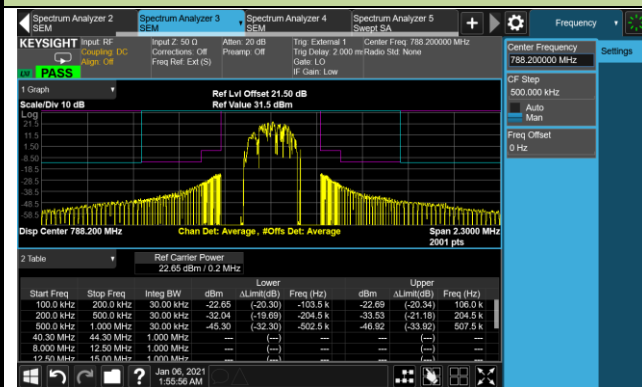 Spectrum Analyzer 2 SEM
Spectrum Analyzer 3 SEM
Spectrum Analyzer 4 SEM
Spectrum Analyzer 5 Swept SA
Frequency
KEYSIGHT
Input: RF
Coupling: DC
Align: Off
Input Z: 50 Ω
Corrections: Off
Freq Ref: Ext (S)
Atten: 20 dB
Preamp: Off
Trig: External 1
Trig Delay: 2.000 ms
Gate: LO
IF Gain: Low
Center Freq: 788.200000 MHz
Radio Std: None
PASS
Center Frequency
788.200000 MHz
Settings
CF Step
500.000 kHz
Auto
Man
Freq Offset
0 Hz
1 Graph
Scale/Div 10 dB
Ref Lvl Offset 21.50 dB
Ref Value 31.5 dBm
Log
21.5
11.5
1.50
-8.50
-18.5
-28.5
-38.5
-48.5
-58.5
Disp Center 788.200 MHz
Chan Det: Average, #Offs Det: Average
Span 2.3000 MHz
2001 pts
2 Table
Ref Carrier Power
22.65 dBm / 0.2 MHz
Lower Upper
Start Freq Stop Freq Integ BW dBm ΔLimit(dB) Freq (Hz) dBm ΔLimit(dB) Freq (Hz)
100.0 kHz 200.0 kHz 30.00 kHz -22.65 (-20.30) -103.5 k -22.69 (-20.34) 106.0 k
200.0 kHz 500.0 kHz 30.00 kHz -32.04 (-19.69) -204.5 k -33.53 (-21.18) 204.5 k
500.0 kHz 1.000 MHz 30.00 kHz -45.30 (-32.30) -502.5 k -46.92 (-33.92) 507.5 k
40.30 MHz 44.30 MHz 1.000 MHz --- (---) --- --- (---) ---
8.000 MHz 12.50 MHz 1.000 MHz --- (---) --- --- (---) ---
12.50 MHz 15.00 MHz 1.000 MHz --- (---) --- --- (---) ---
Jan 06, 2021
1:55:56 AM